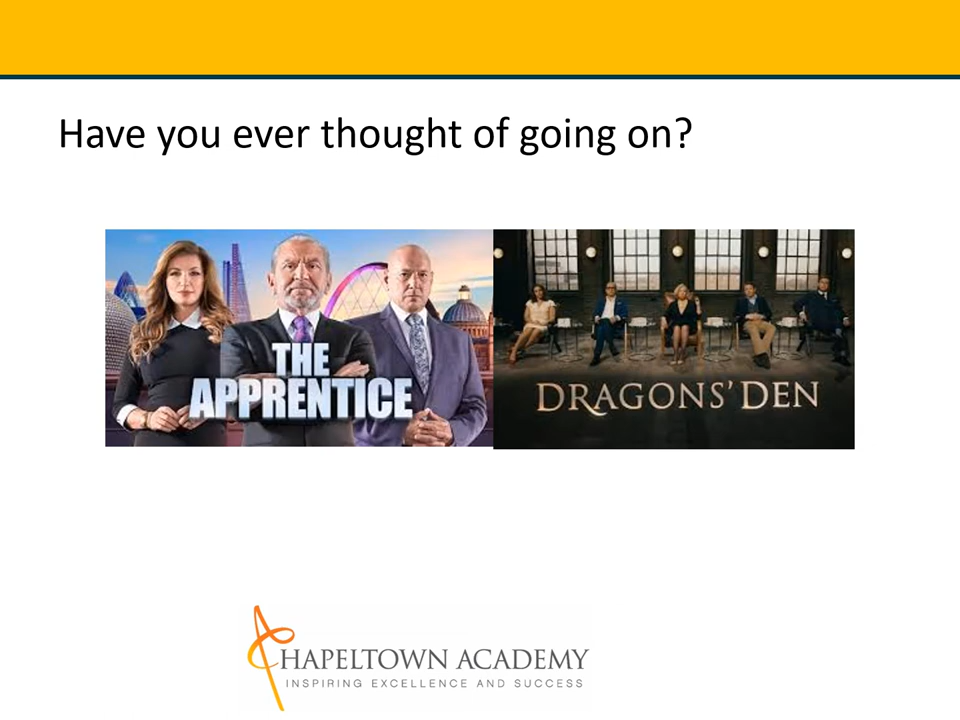 Have you ever thought of going on?
THE
APPRENTICE
DRAGONS' DEN
CHAPELTOWN ACADEMY
INSPIRING EXCELLENCE AND SUCCESS